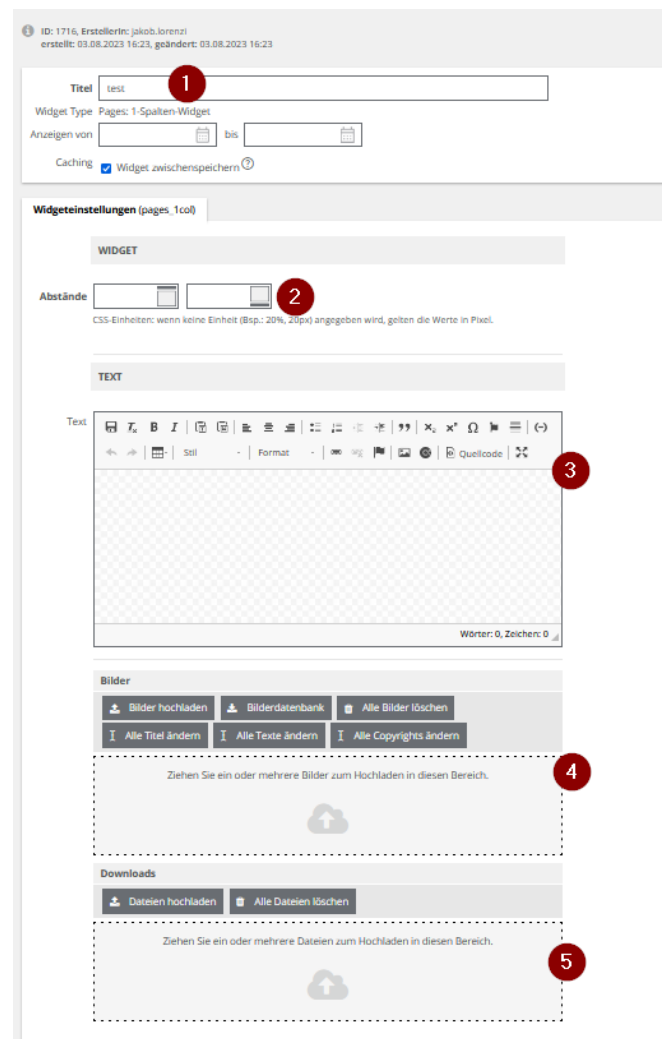 ID: 1716, ErstellerIn: jakob.lorenzi
erstellt: 03.08.2023 16:23, geändert: 03.08.2023 16:23
Titel test 1
Widget Type Pages: 1-Spalten-Widget
Anzeigen von bis
Caching Widget zwischenspeichern ?
Widgeteinstellungen (pages_1col)
WIDGET
Abstände 2
CSS-Einheiten: wenn keine Einheit (Bsp.: 20%, 20px) angegeben wird, gelten die Werte in Pixel.
TEXT
Text
Stil Format Quellcode
3
Wörter: 0, Zeichen: 0
Bilder
Bilder hochladen Bilderdatenbank Alle Bilder löschen
Alle Titel ändern Alle Texte ändern Alle Copyrights ändern
Ziehen Sie ein oder mehrere Bilder zum Hochladen in diesen Bereich. 4
Downloads
Dateien hochladen Alle Dateien löschen
Ziehen Sie ein oder mehrere Dateien zum Hochladen in diesen Bereich.
5